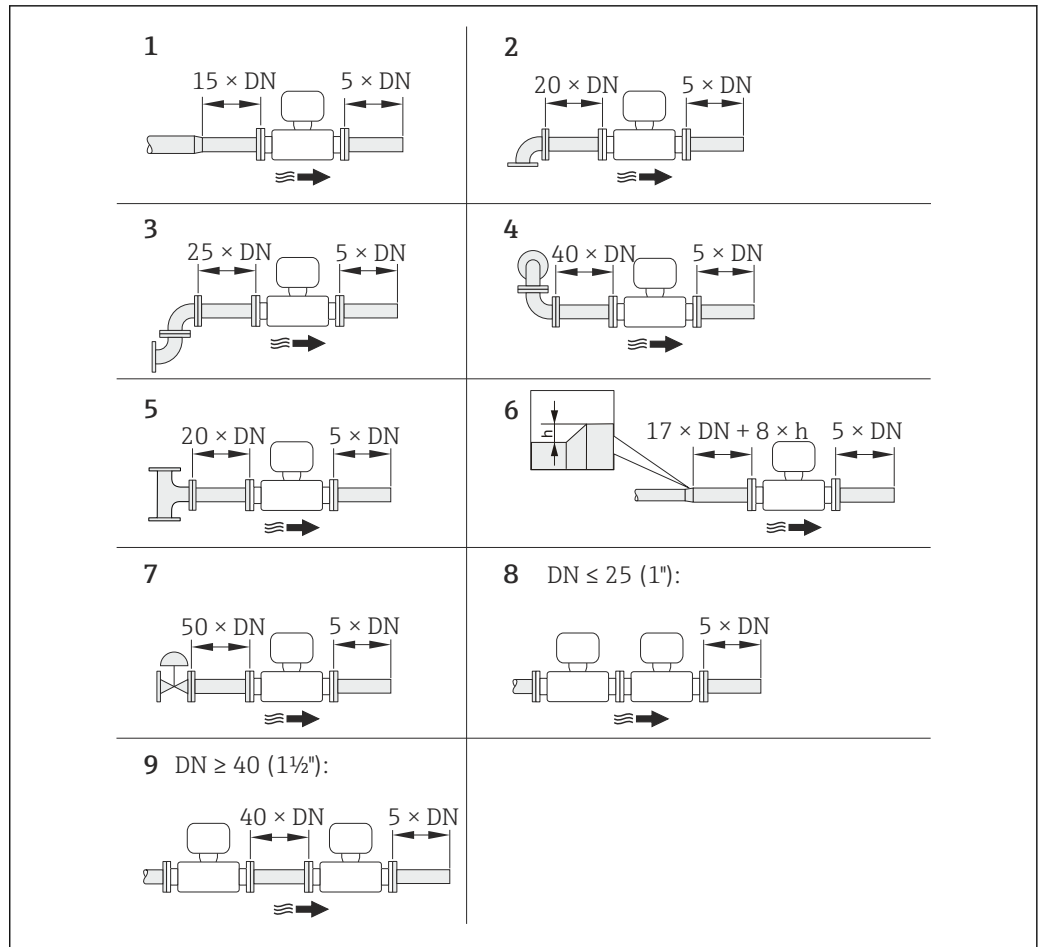 1
15 × DN 5 × DN
2
20 × DN 5 × DN
3
25 × DN 5 × DN
4
40 × DN 5 × DN
5
20 × DN 5 × DN
6
h
17 × DN + 8 × h 5 × DN
7
50 × DN 5 × DN
8 DN ≤ 25 (1"):
5 × DN
9 DN ≥ 40 (1½"):
40 × DN 5 × DN